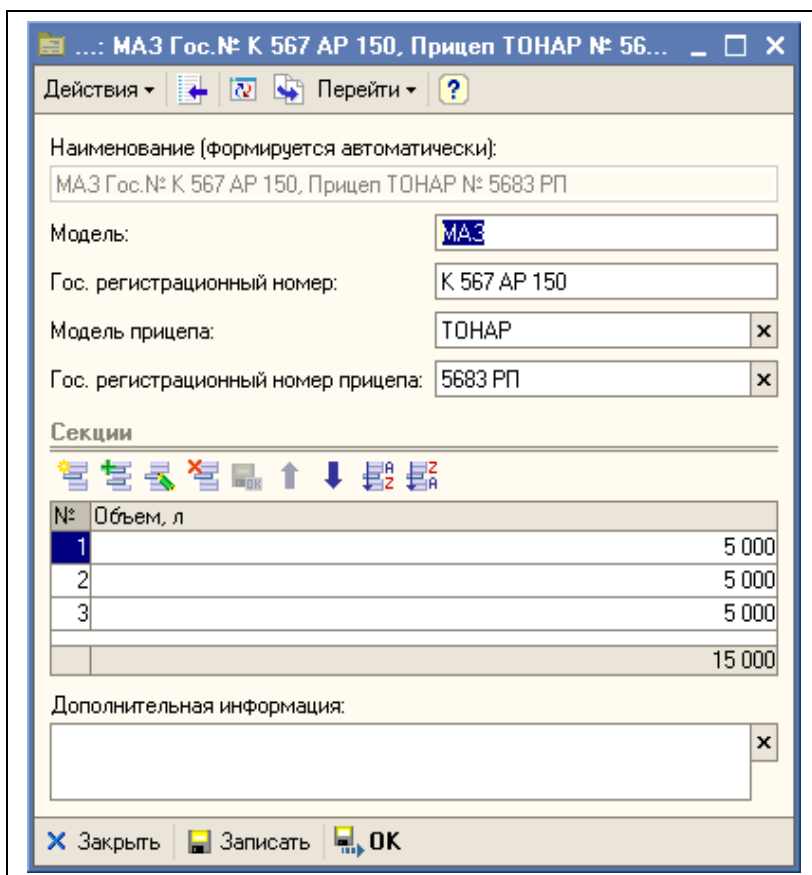 ...: МАЗ Гос.№ К 567 АР 150, Прицеп ТОНАР № 56...
Действия Перейти ?
Наименование (формируется автоматически):
МАЗ Гос.№ К 567 АР 150, Прицеп ТОНАР № 5683 РП
Модель: МАЗ
Гос. регистрационный номер: К 567 АР 150
Модель прицепа: ТОНАР x
Гос. регистрационный номер прицепа: 5683 РП x
Секции
№ Объем, л
1 5 000
2 5 000
3 5 000
15 000
Дополнительная информация:
x
Закрыть Записать ОК